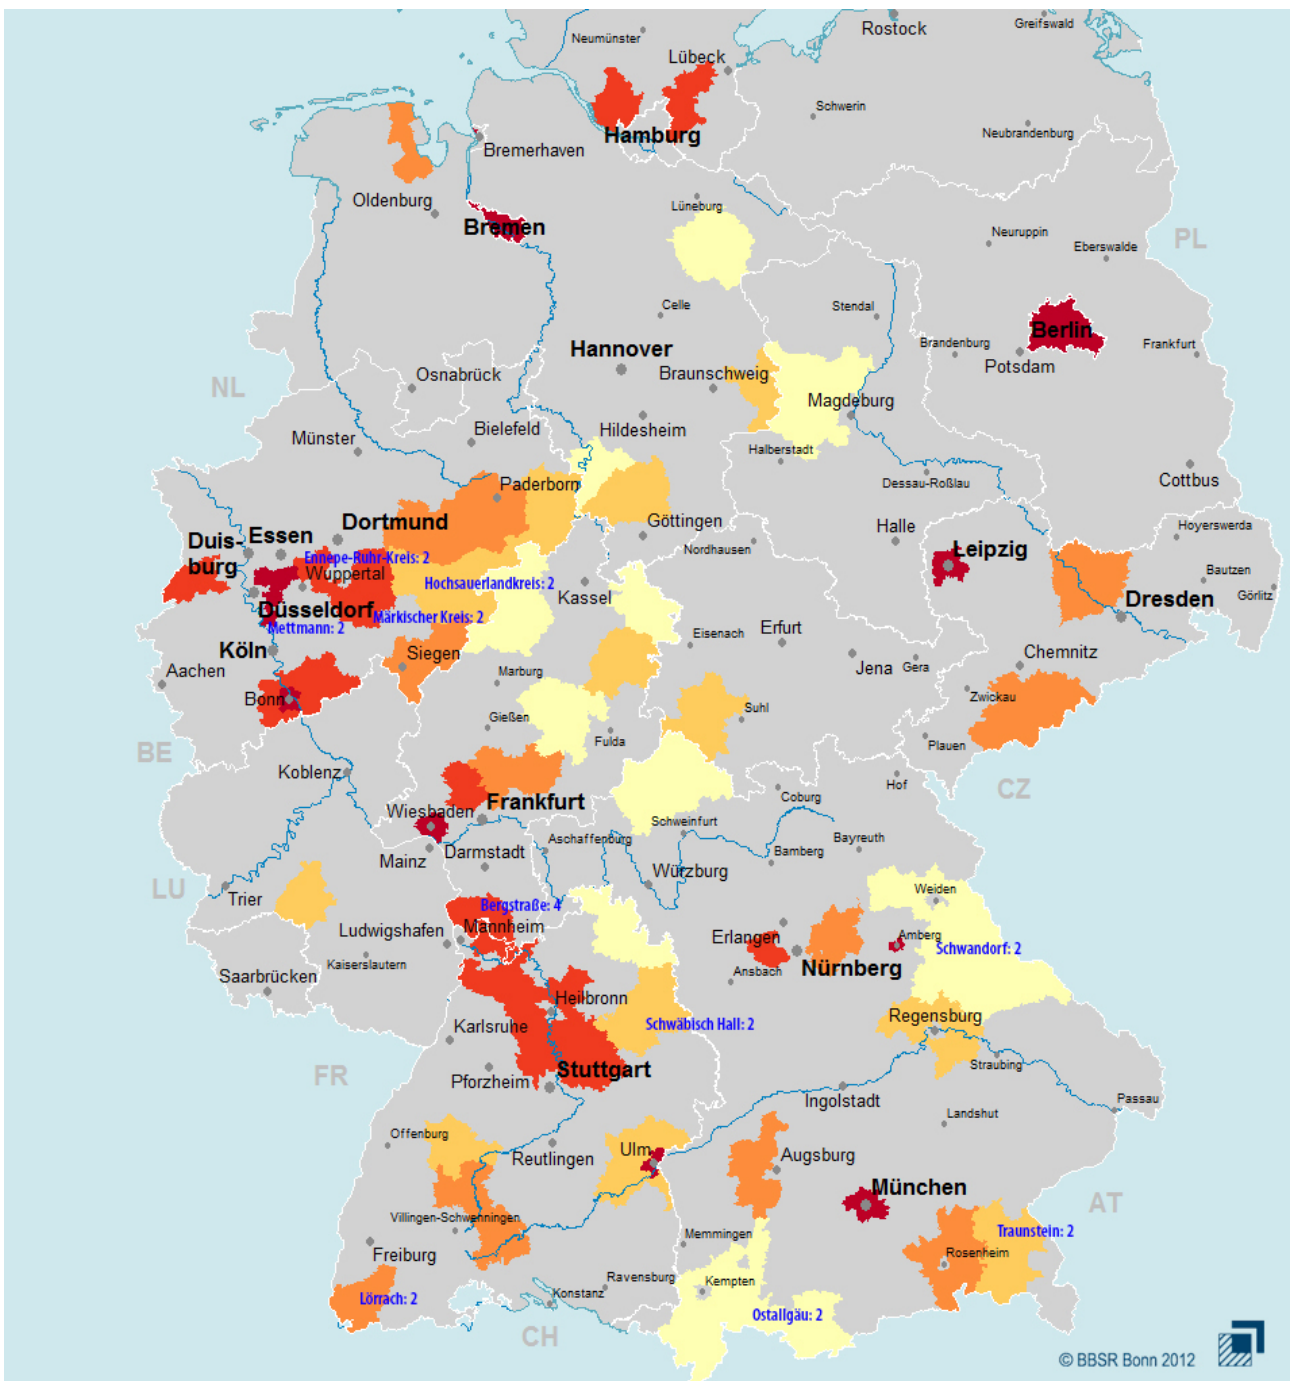 Rostock
Greifswald
Neumünster
Lübeck
Schwerin
Hamburg
Neubrandenburg
Bremerhaven
Oldenburg
Lüneburg
Bremen
Neuruppin
PL
Eberswalde
Celle
Stendal
Berlin
Hannover
Brandenburg
Frankfurt
Potsdam
NL
Osnabrück
Braunschweig
Magdeburg
Münster
Bielefeld
Hildesheim
Halberstadt
Dessau-Roßlau
Cottbus
Paderborn
Dortmund
Göttingen
Halle
Hoyerswerda
Essen
Duis-
burg
Nordhausen
Leipzig
Ennepe-Ruhr-Kreis: 2
Wuppertal
Hochsauerlandkreis: 2
Kassel
Bautzen
Görlitz
Düsseldorf
Märkischer Kreis: 2
Dresden
Mettmann: 2
Eisenach
Erfurt
Köln
Siegen
Jena
Gera
Chemnitz
Aachen
Marburg
Bonn
Zwickau
Suhl
Gießen
Fulda
Plauen
BE
Koblenz
Hof
CZ
Coburg
Wiesbaden
Frankfurt
Schweinfurt
Mainz
Darmstadt
Aschaffenburg
Bamberg
Bayreuth
Würzburg
LU
Trier
Weiden
Bergstraße: 4
Ludwigshafen
Mannheim
Erlangen
Amberg
Schwandorf: 2
Kaiserslautern
Ansbach
Nürnberg
Saarbrücken
Heilbronn
Karlsruhe
Schwäbisch Hall: 2
Regensburg
FR
Pforzheim
Stuttgart
Straubing
Ingolstadt
Passau
Landshut
Offenburg
Reutlingen
Ulm
Augsburg
München
AT
Villingen-Schwenningen
Memmingen
Traunstein: 2
Freiburg
Rosenheim
Ravensburg
Kempten
Lörrach: 2
Konstanz
Ostallgäu: 2
CH
© BBSR Bonn 2012